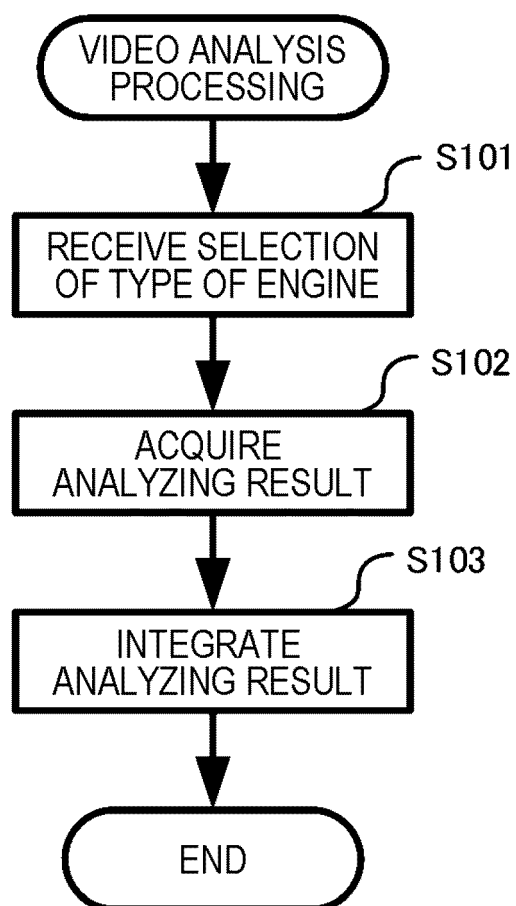 VIDEO ANALYSIS
PROCESSING
S101
RECEIVE SELECTION
OF TYPE OF ENGINE
S102
ACQUIRE
ANALYZING RESULT
S103
INTEGRATE
ANALYZING RESULT
END